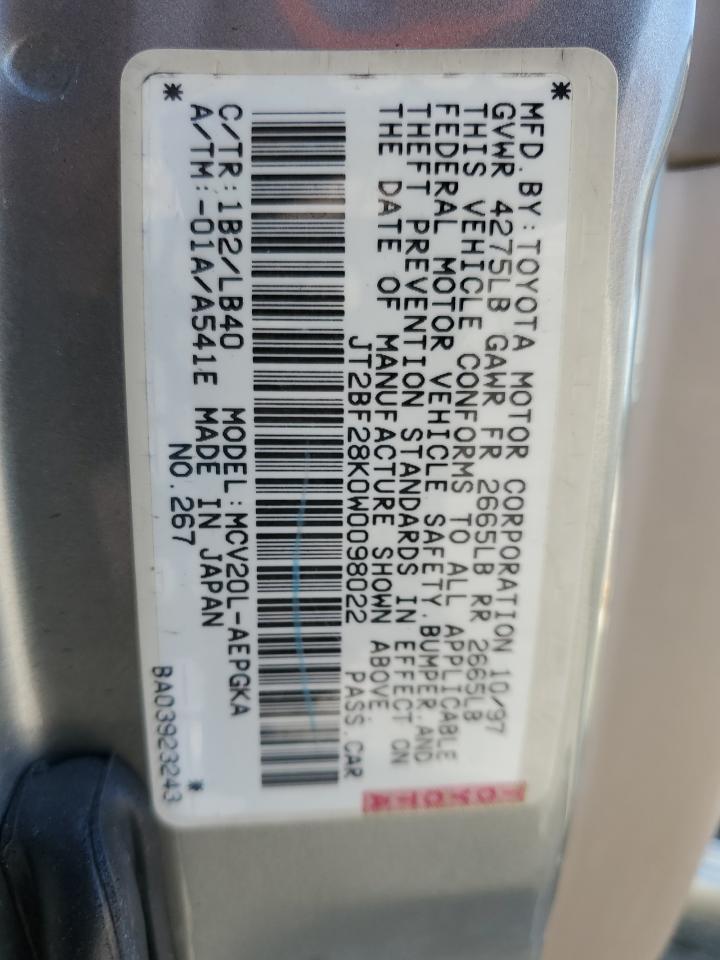 MFD.BY:TOYOTA MOTOR CORPORATION 10/97
GVWR 4275LB GAWR FR 2665LB RR 2665LB
THIS VEHICLE CONFORMS TO ALL APPLICABLE
FEDERAL MOTOR VEHICLE SAFETY,BUMPER,AND
THEFT PREVENTION STANDARDS IN EFFECT ON
THE DATE OF MANUFACTURE SHOWN ABOVE.
JT2BF28K0W0098022 PASS.CAR
C/TR:1B2/LB40 MODEL:MCV20L-AEPGKA
A/TM:-01A/A541E MADE IN JAPAN
NO.267
BA03923243
TOYOTA